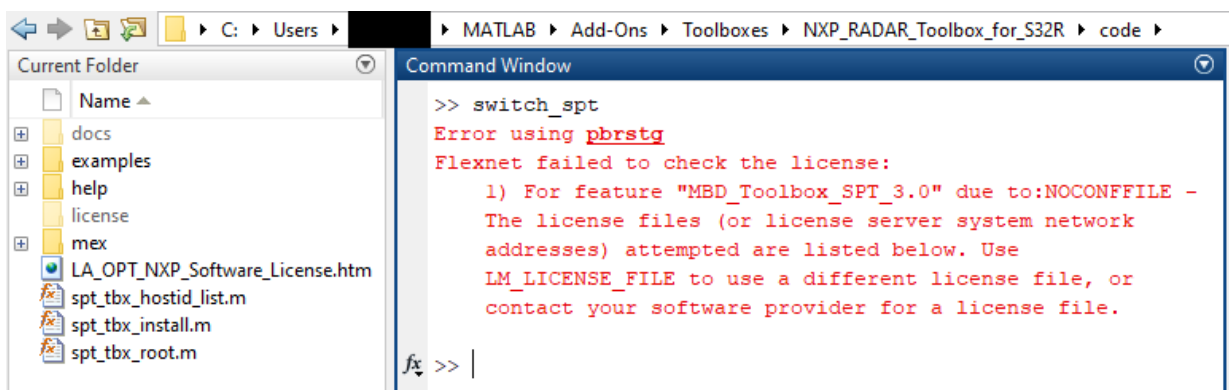 C: Users MATLAB Add-Ons Toolboxes NXP_RADAR_Toolbox_for_S32R code
Current Folder
Name
docs
examples
help
license
mex
LA_OPT_NXP_Software_License.htm
spt_tbx_hostid_list.m
spt_tbx_install.m
spt_tbx_root.m
Command Window
>> switch_spt
Error using pbrstg
Flexnet failed to check the license:
1) For feature "MBD_Toolbox_SPT_3.0" due to:NOCONFFILE -
The license files (or license server system network
addresses) attempted are listed below. Use
LM_LICENSE_FILE to use a different license file, or
contact your software provider for a license file.
fx >>